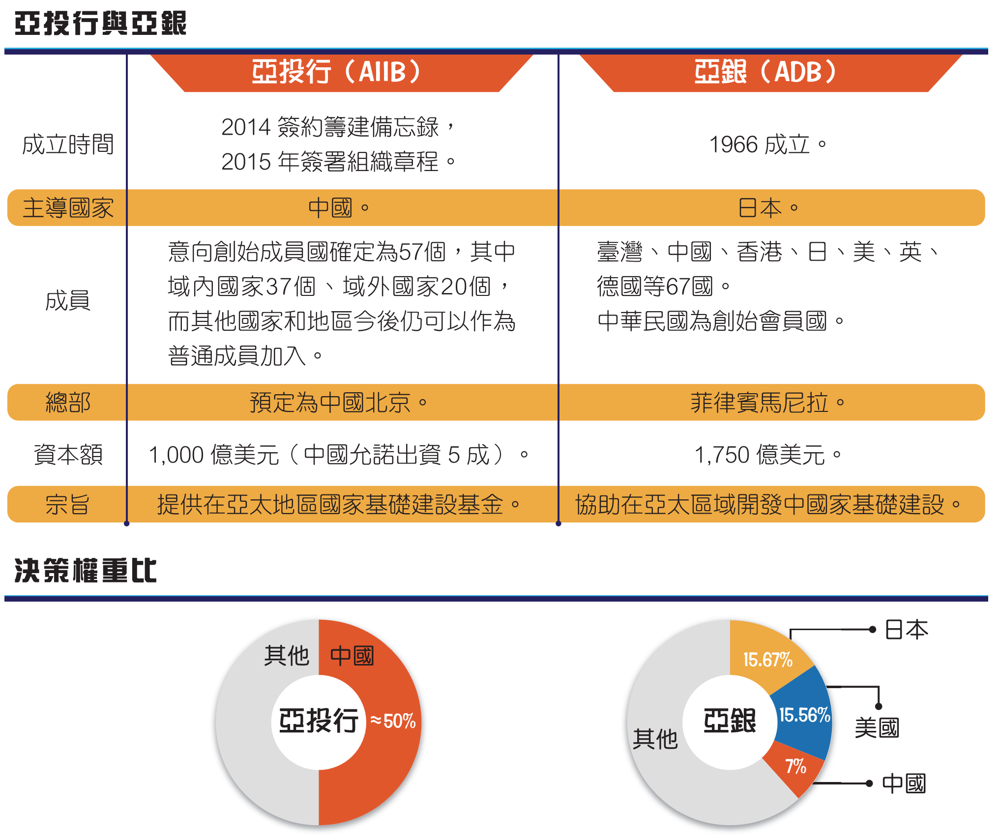 亞投行與亞銀
亞投行（AIIB）
亞銀（ADB）
成立時間
2014 簽約籌建備忘錄，
2015 年簽署組織章程。
1966 成立。
主導國家
中國。
日本。
成員
意向創始成員國確定為57個，其中
域內國家37個、域外國家20個，
而其他國家和地區今後仍可以作為
普通成員加入。
臺灣、中國、香港、日、美、英、
德國等67國。
中華民國為創始會員國。
總部
預定為中國北京。
菲律賓馬尼拉。
資本額
1,000 億美元（中國允諾出資 5 成）。
1,750 億美元。
宗旨
提供在亞太地區國家基礎建設基金。
協助在亞太區域開發中國家基礎建設。
決策權重比
其他
中國
亞投行
≈50%
日本
15.67%
15.56%
美國
亞銀
其他
7%
中國